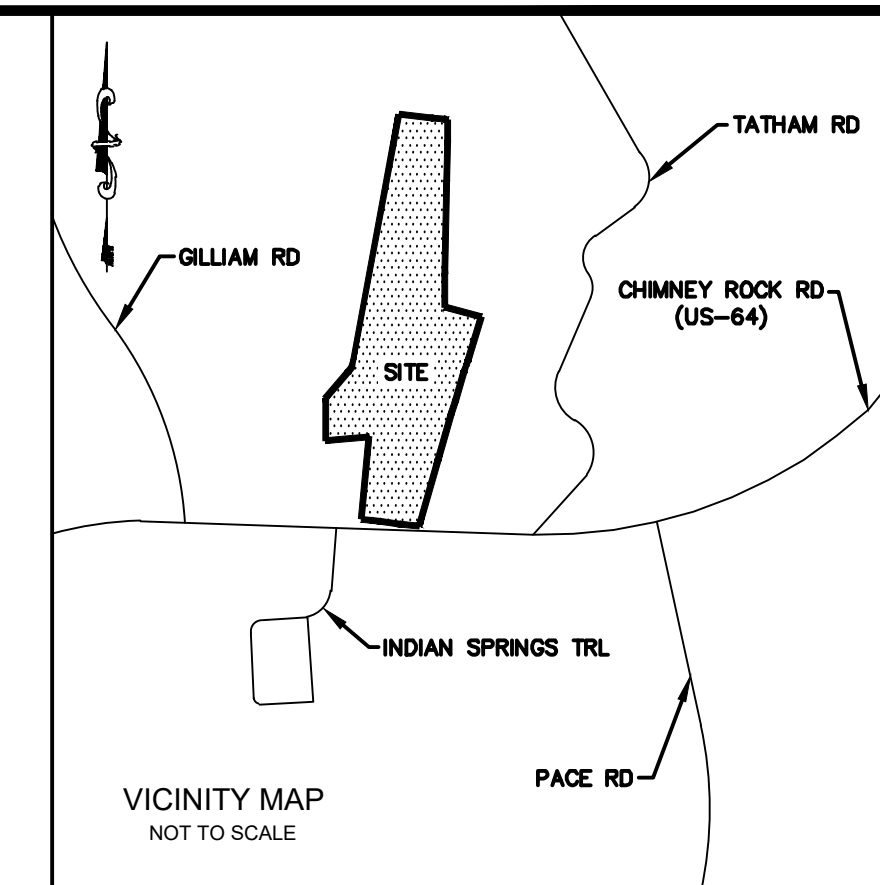 TATHAM RD
GILLIAM RD
CHIMNEY ROCK RD
(US-64)
SITE
INDIAN SPRINGS TRL
PACE RD
VICINITY MAP
NOT TO SCALE